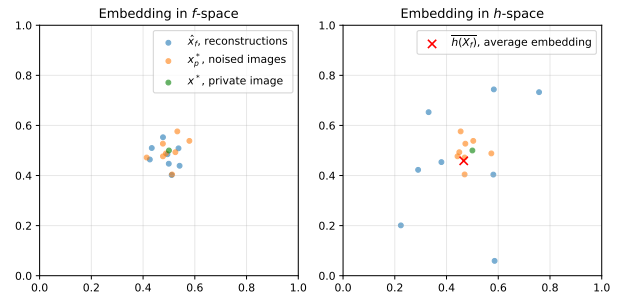 Embedding in f-space
Embedding in h-space
x̂_f, reconstructions
x*_p, noised images
x*, private image
h(X_f)‾, average embedding
1.0
0.8
0.6
0.4
0.2
0.0
0.0 0.2 0.4 0.6 0.8 1.0
1.0
0.8
0.6
0.4
0.2
0.0
0.0 0.2 0.4 0.6 0.8 1.0